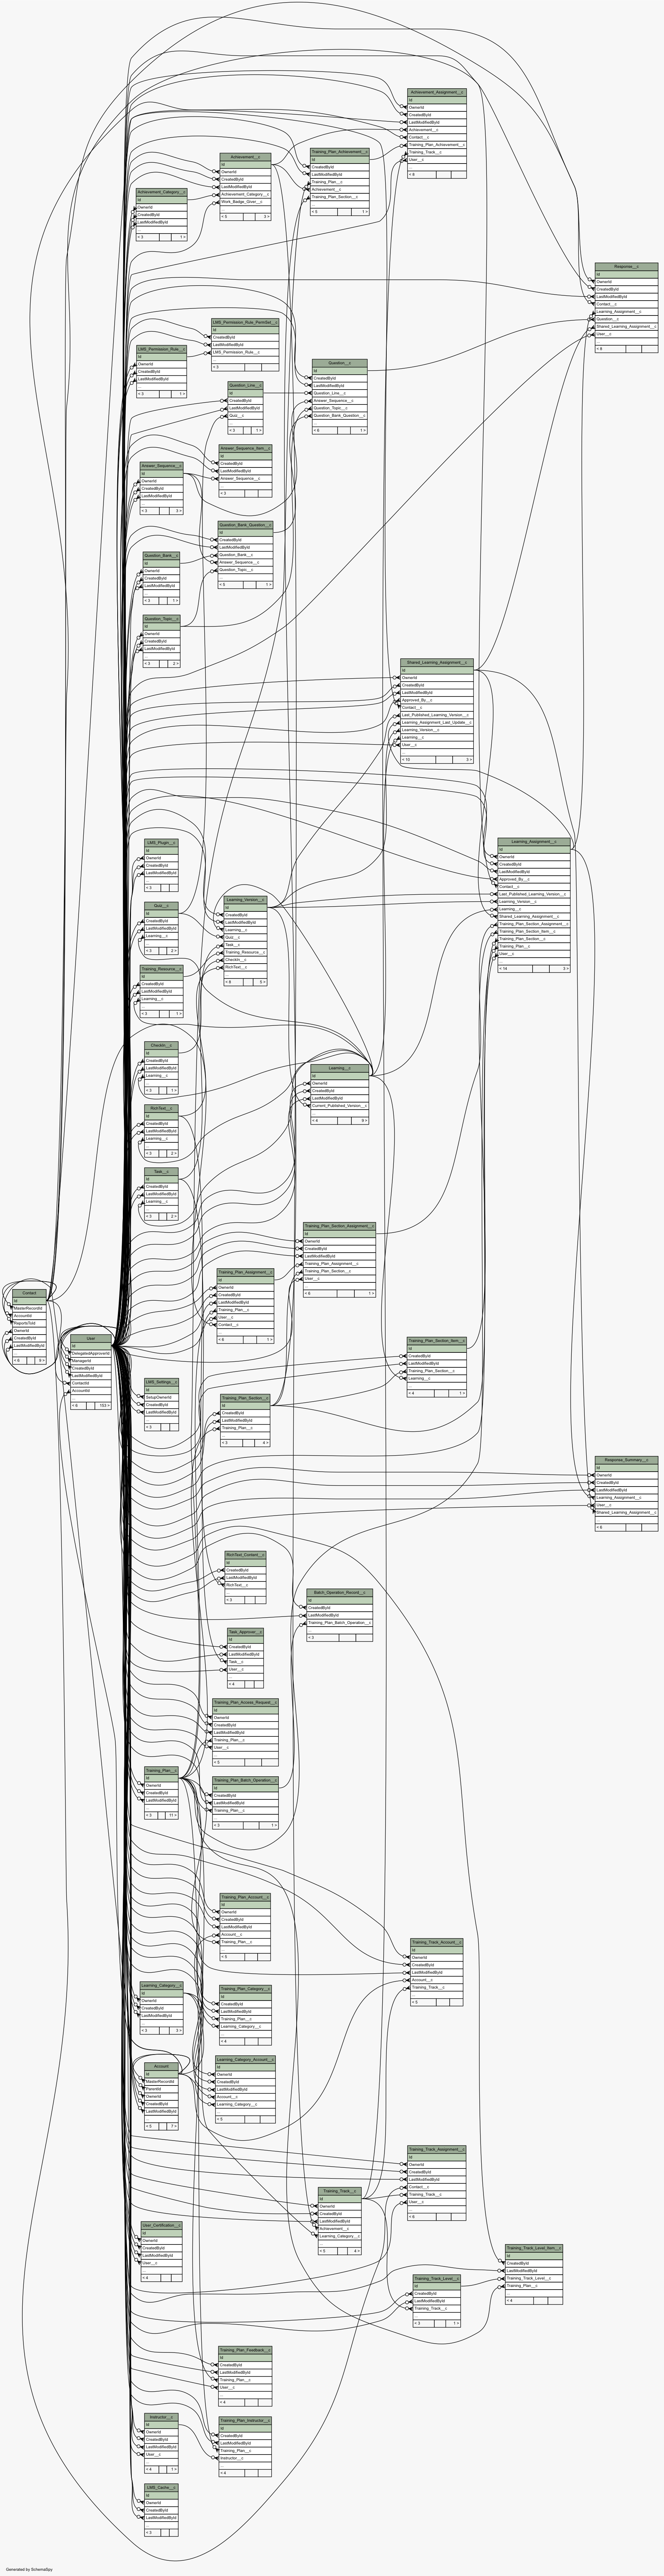 Achievement_Assignment__c
Id
OwnerId
CreatedById
LastModifiedById
Achievement__c
Contact__c
Training_Plan_Achievement__c
Training_Track__c
User__c
...
< 8
Training_Plan_Achievement__c
Id
CreatedById
LastModifiedById
Training_Plan__c
Achievement__c
Training_Plan_Section__c
...
< 5 1 >
Achievement__c
Id
OwnerId
CreatedById
LastModifiedById
Achievement_Category__c
Work_Badge_Giver__c
...
< 5 3 >
Achievement_Category__c
Id
OwnerId
CreatedById
LastModifiedById
...
< 3 1 >
Response__c
Id
OwnerId
CreatedById
LastModifiedById
Contact__c
Learning_Assignment__c
Question__c
Shared_Learning_Assignment__c
User__c
...
< 8
LMS_Permission_Rule_PermSet__c
Id
CreatedById
LastModifiedById
LMS_Permission_Rule__c
...
< 3
LMS_Permission_Rule__c
Id
OwnerId
CreatedById
LastModifiedById
...
< 3 1 >
Question__c
Id
CreatedById
LastModifiedById
Question_Line__c
Answer_Sequence__c
Question_Topic__c
Question_Bank_Question__c
...
< 6 1 >
Question_Line__c
Id
CreatedById
LastModifiedById
Quiz__c
...
< 3 1 >
Answer_Sequence_Item__c
Id
CreatedById
LastModifiedById
Answer_Sequence__c
...
< 3
Answer_Sequence__c
Id
OwnerId
CreatedById
LastModifiedById
...
< 3 3 >
Question_Bank_Question__c
Id
CreatedById
LastModifiedById
Question_Bank__c
Answer_Sequence__c
Question_Topic__c
...
< 5 1 >
Question_Bank__c
Id
OwnerId
CreatedById
LastModifiedById
...
< 3 1 >
Question_Topic__c
Id
OwnerId
CreatedById
LastModifiedById
...
< 3 2 >
Shared_Learning_Assignment__c
Id
OwnerId
CreatedById
LastModifiedById
Approved_By__c
Contact__c
Last_Published_Learning_Version__c
Learning_Assignment_Last_Update__c
Learning_Version__c
Learning__c
User__c
...
< 10 3 >
Learning_Assignment__c
Id
OwnerId
CreatedById
LastModifiedById
Approved_By__c
Contact__c
Last_Published_Learning_Version__c
Learning_Version__c
Learning__c
Shared_Learning_Assignment__c
Training_Plan_Section_Assignment__c
Training_Plan_Section_Item__c
Training_Plan_Section__c
Training_Plan__c
User__c
...
< 14 3 >
LMS_Plugin__c
Id
OwnerId
CreatedById
LastModifiedById
...
< 3
Learning_Version__c
Id
CreatedById
LastModifiedById
Learning__c
Quiz__c
Task__c
Training_Resource__c
Checkin__c
RichText__c
...
< 8 5 >
Quiz__c
Id
CreatedById
LastModifiedById
Learning__c
...
< 3 2 >
Training_Resource__c
Id
CreatedById
LastModifiedById
Learning__c
...
< 3 1 >
Checkin__c
Id
CreatedById
LastModifiedById
Learning__c
...
< 3 1 >
Learning__c
Id
OwnerId
CreatedById
LastModifiedById
Current_Published_Version__c
...
< 4 9 >
RichText__c
Id
CreatedById
LastModifiedById
Learning__c
...
< 3 2 >
Task__c
Id
CreatedById
LastModifiedById
Learning__c
...
< 3 2 >
Training_Plan_Section_Assignment__c
Id
OwnerId
CreatedById
LastModifiedById
Training_Plan_Assignment__c
Training_Plan_Section__c
User__c
...
< 6 1 >
Training_Plan_Assignment__c
Id
OwnerId
CreatedById
LastModifiedById
Training_Plan__c
User__c
Contact__c
...
< 6 1 >
Contact
Id
MasterRecordId
AccountId
ReportsToId
OwnerId
CreatedById
LastModifiedById
...
< 6 9 >
User
Id
DelegatedApproverId
ManagerId
CreatedById
LastModifiedById
ContactId
AccountId
...
< 6 153 >
Training_Plan_Section_Item__c
Id
CreatedById
LastModifiedById
Training_Plan_Section__c
Learning__c
...
< 4 1 >
LMS_Settings__c
Id
SetupOwnerId
CreatedById
LastModifiedById
...
< 3
Training_Plan_Section__c
Id
CreatedById
LastModifiedById
Training_Plan__c
...
< 3 4 >
Response_Summary__c
Id
OwnerId
CreatedById
LastModifiedById
Learning_Assignment__c
User__c
Shared_Learning_Assignment__c
...
< 6
RichText_Content__c
Id
CreatedById
LastModifiedById
RichText__c
...
< 3
Batch_Operation_Record__c
Id
CreatedById
LastModifiedById
Training_Plan_Batch_Operation__c
...
< 3
Task_Approver__c
Id
CreatedById
LastModifiedById
Task__c
User__c
...
< 4
Training_Plan_Access_Request__c
Id
OwnerId
CreatedById
LastModifiedById
Training_Plan__c
User__c
...
< 5
Training_Plan__c
Id
OwnerId
CreatedById
LastModifiedById
...
< 3 11 >
Training_Plan_Batch_Operation__c
Id
CreatedById
LastModifiedById
Training_Plan__c
...
< 3 1 >
Training_Plan_Account__c
Id
OwnerId
CreatedById
LastModifiedById
Account__c
Training_Plan__c
...
< 5
Training_Track_Account__c
Id
OwnerId
CreatedById
LastModifiedById
Account__c
Training_Track__c
...
< 5
Learning_Category__c
Id
OwnerId
CreatedById
LastModifiedById
...
< 3 3 >
Training_Plan_Category__c
Id
CreatedById
LastModifiedById
Training_Plan__c
Learning_Category__c
...
< 4
Account
Id
MasterRecordId
ParentId
OwnerId
CreatedById
LastModifiedById
...
< 5 7 >
Learning_Category_Account__c
Id
OwnerId
CreatedById
LastModifiedById
Account__c
Learning_Category__c
...
< 5
Training_Track_Assignment__c
Id
OwnerId
CreatedById
LastModifiedById
Contact__c
Training_Track__c
User__c
...
< 6
Training_Track__c
Id
OwnerId
CreatedById
LastModifiedById
Achievement__c
Learning_Category__c
...
< 5 4 >
User_Certification__c
Id
OwnerId
CreatedById
LastModifiedById
User__c
...
< 4
Training_Track_Level_Item__c
Id
CreatedById
LastModifiedById
Training_Track_Level__c
Training_Plan__c
...
< 4
Training_Track_Level__c
Id
CreatedById
LastModifiedById
Training_Track__c
...
< 3 1 >
Training_Plan_Feedback__c
Id
CreatedById
LastModifiedById
Training_Plan__c
User__c
...
< 4
Instructor__c
Id
OwnerId
CreatedById
LastModifiedById
User__c
...
< 4 1 >
Training_Plan_Instructor__c
Id
CreatedById
LastModifiedById
Training_Plan__c
Instructor__c
...
< 4
LMS_Cache__c
Id
OwnerId
CreatedById
LastModifiedById
...
< 3
Generated by SchemaSpy